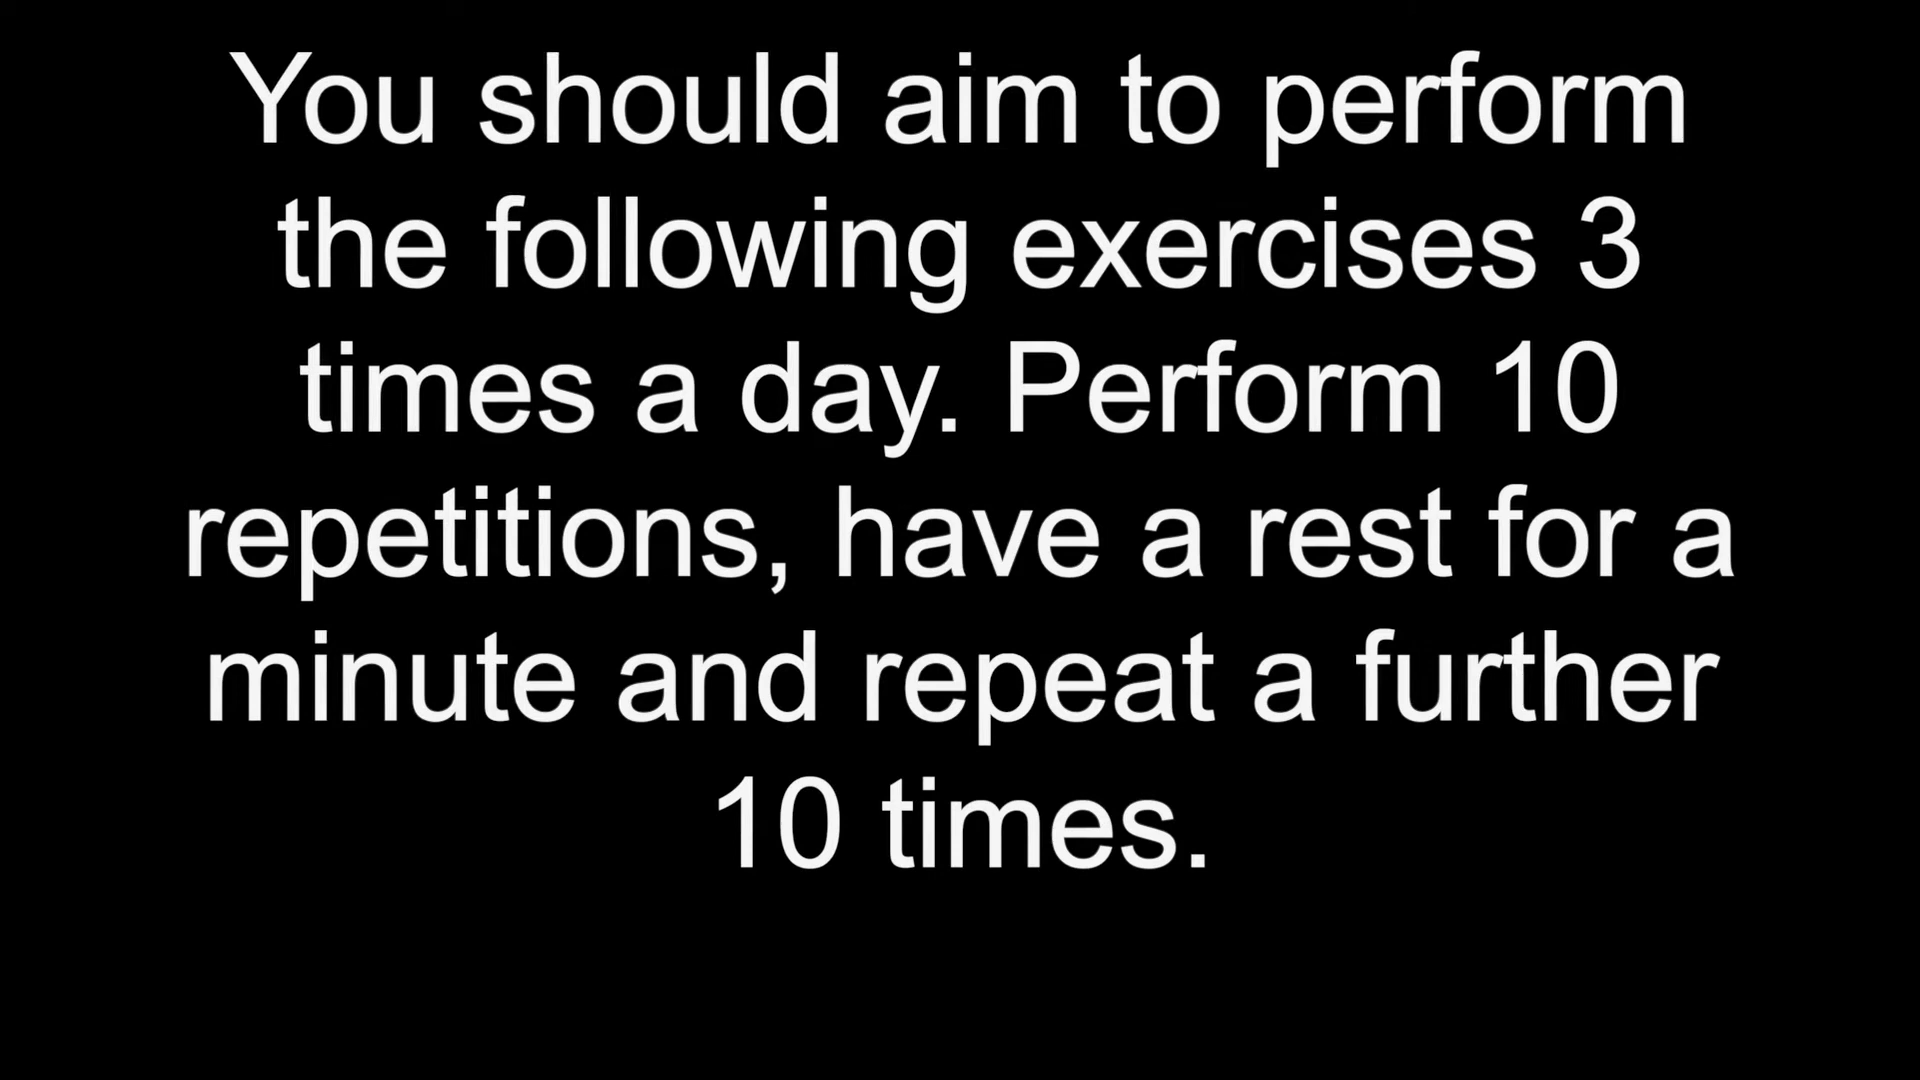 You should aim to perform
the following exercises 3
times a day. Perform 10
repetitions, have a rest for a
minute and repeat a further
10 times.